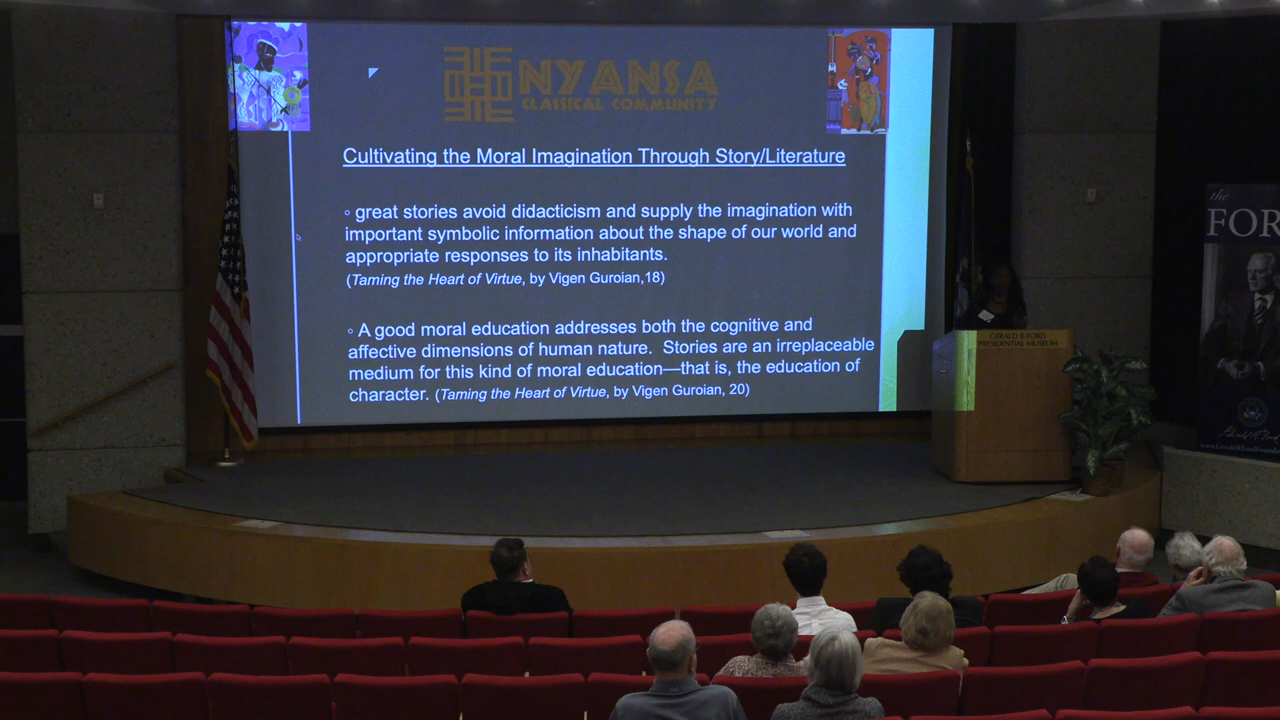 NYANSA
CLASSICAL COMMUNITY
Cultivating the Moral Imagination Through Story/Literature
◦ great stories avoid didacticism and supply the imagination with
important symbolic information about the shape of our world and
appropriate responses to its inhabitants.
(Taming the Heart of Virtue, by Vigen Guroian,18)
◦ A good moral education addresses both the cognitive and
affective dimensions of human nature. Stories are an irreplaceable
medium for this kind of moral education—that is, the education of
character. (Taming the Heart of Virtue, by Vigen Guroian, 20)
GERALD R FORD
PRESIDENTIAL MUSEUM
the
FOR